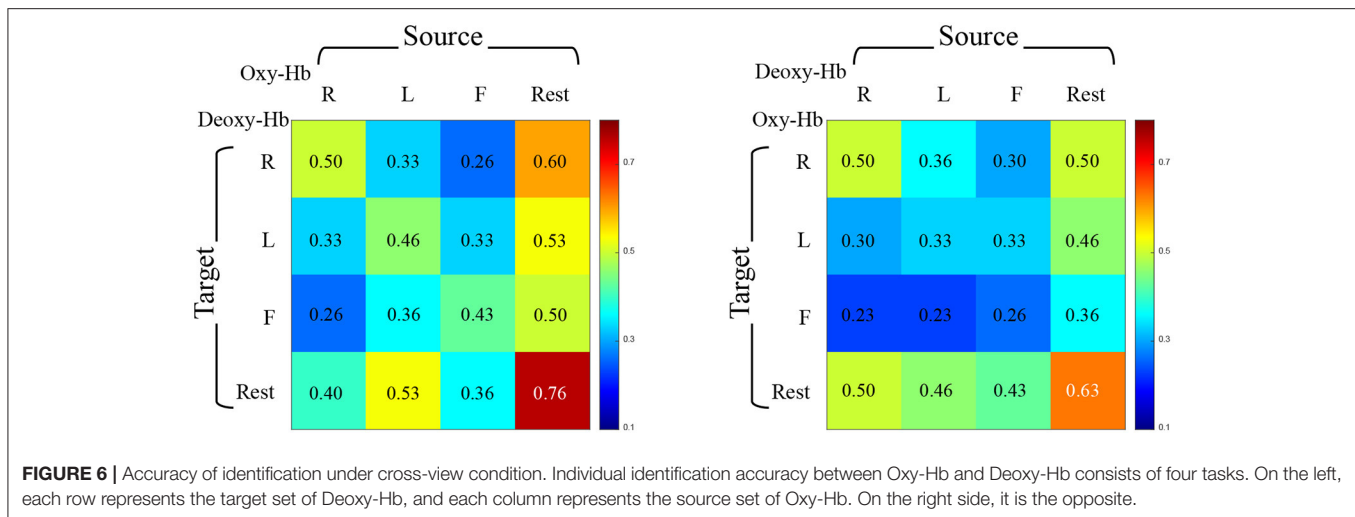 Source
Oxy-Hb
R L F Rest
Deoxy-Hb
Target
R 0.50 0.33 0.26 0.60
L 0.33 0.46 0.33 0.53
F 0.26 0.36 0.43 0.50
Rest 0.40 0.53 0.36 0.76
0.7
0.5
0.3
0.1
Source
Deoxy-Hb
R L F Rest
Oxy-Hb
Target
R 0.50 0.36 0.30 0.50
L 0.30 0.33 0.33 0.46
F 0.23 0.23 0.26 0.36
Rest 0.50 0.46 0.43 0.63
0.7
0.5
0.3
0.1
FIGURE 6 | Accuracy of identification under cross-view condition. Individual identification accuracy between Oxy-Hb and Deoxy-Hb consists of four tasks. On the left,
each row represents the target set of Deoxy-Hb, and each column represents the source set of Oxy-Hb. On the right side, it is the opposite.